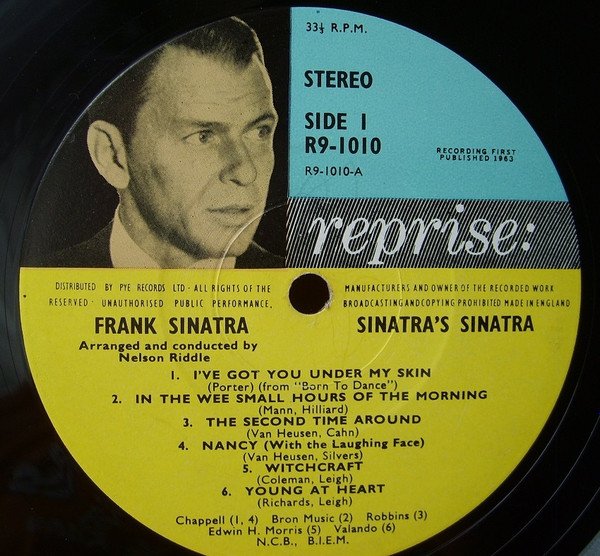 33⅓ R.P.M.
STEREO
SIDE 1
R9-1010
R9-1010-A
RECORDING FIRST
PUBLISHED 1963
reprise:
DISTRIBUTED BY PYE RECORDS LTD · ALL RIGHTS OF THE MANUFACTURERS AND OWNER OF THE RECORDED WORK
RESERVED · UNAUTHORISED PUBLIC PERFORMANCE, BROADCASTING AND COPYING PROHIBITED MADE IN ENGLAND
FRANK SINATRA
Arranged and conducted by
Nelson Riddle
SINATRA'S SINATRA
1. I'VE GOT YOU UNDER MY SKIN
(Porter) (from "Born To Dance")
2. IN THE WEE SMALL HOURS OF THE MORNING
(Mann, Hilliard)
3. THE SECOND TIME AROUND
(Van Heusen, Cahn)
4. NANCY (With the Laughing Face)
(Van Heusen, Silvers)
5. WITCHCRAFT
(Coleman, Leigh)
6. YOUNG AT HEART
(Richards, Leigh)
Chappell (1, 4) Bron Music (2) Robbins (3)
Edwin H. Morris (5) Valando (6)
N.C.B., B.I.E.M.